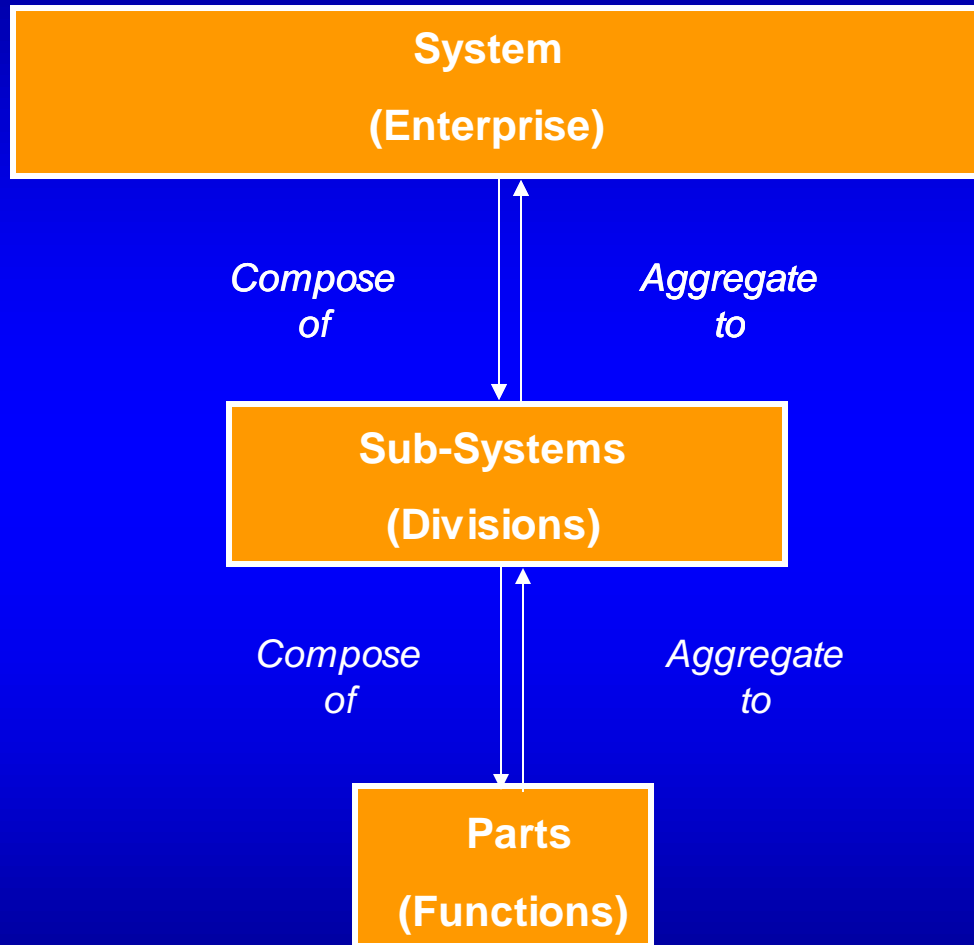 System
(Enterprise)
Compose
of
Aggregate
to
Sub-Systems
(Divisions)
Compose
of
Aggregate
to
Parts
(Functions)